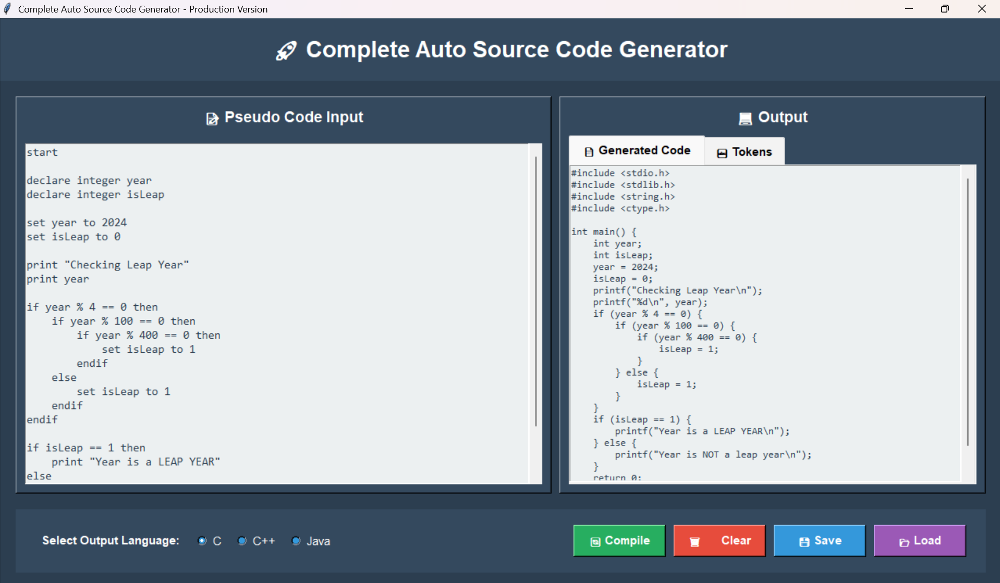 Complete Auto Source Code Generator - Production Version
Complete Auto Source Code Generator
Pseudo Code Input
start
declare integer year
declare integer isLeap
set year to 2024
set isLeap to 0
print "Checking Leap Year"
print year
if year % 4 == 0 then
    if year % 100 == 0 then
        if year % 400 == 0 then
            set isLeap to 1
        endif
    else
        set isLeap to 1
    endif
endif
if isLeap == 1 then
    print "Year is a LEAP YEAR"
else
Output
Generated Code
Tokens
#include <stdio.h>
#include <stdlib.h>
#include <string.h>
#include <ctype.h>
int main() {
    int year;
    int isLeap;
    year = 2024;
    isLeap = 0;
    printf("Checking Leap Year\n");
    printf("%d\n", year);
    if (year % 4 == 0) {
        if (year % 100 == 0) {
            if (year % 400 == 0) {
                isLeap = 1;
            }
        } else {
            isLeap = 1;
        }
    }
    if (isLeap == 1) {
        printf("Year is a LEAP YEAR\n");
    } else {
        printf("Year is NOT a leap year\n");
    }
    return 0;
Select Output Language:
C
C++
Java
Compile
Clear
Save
Load